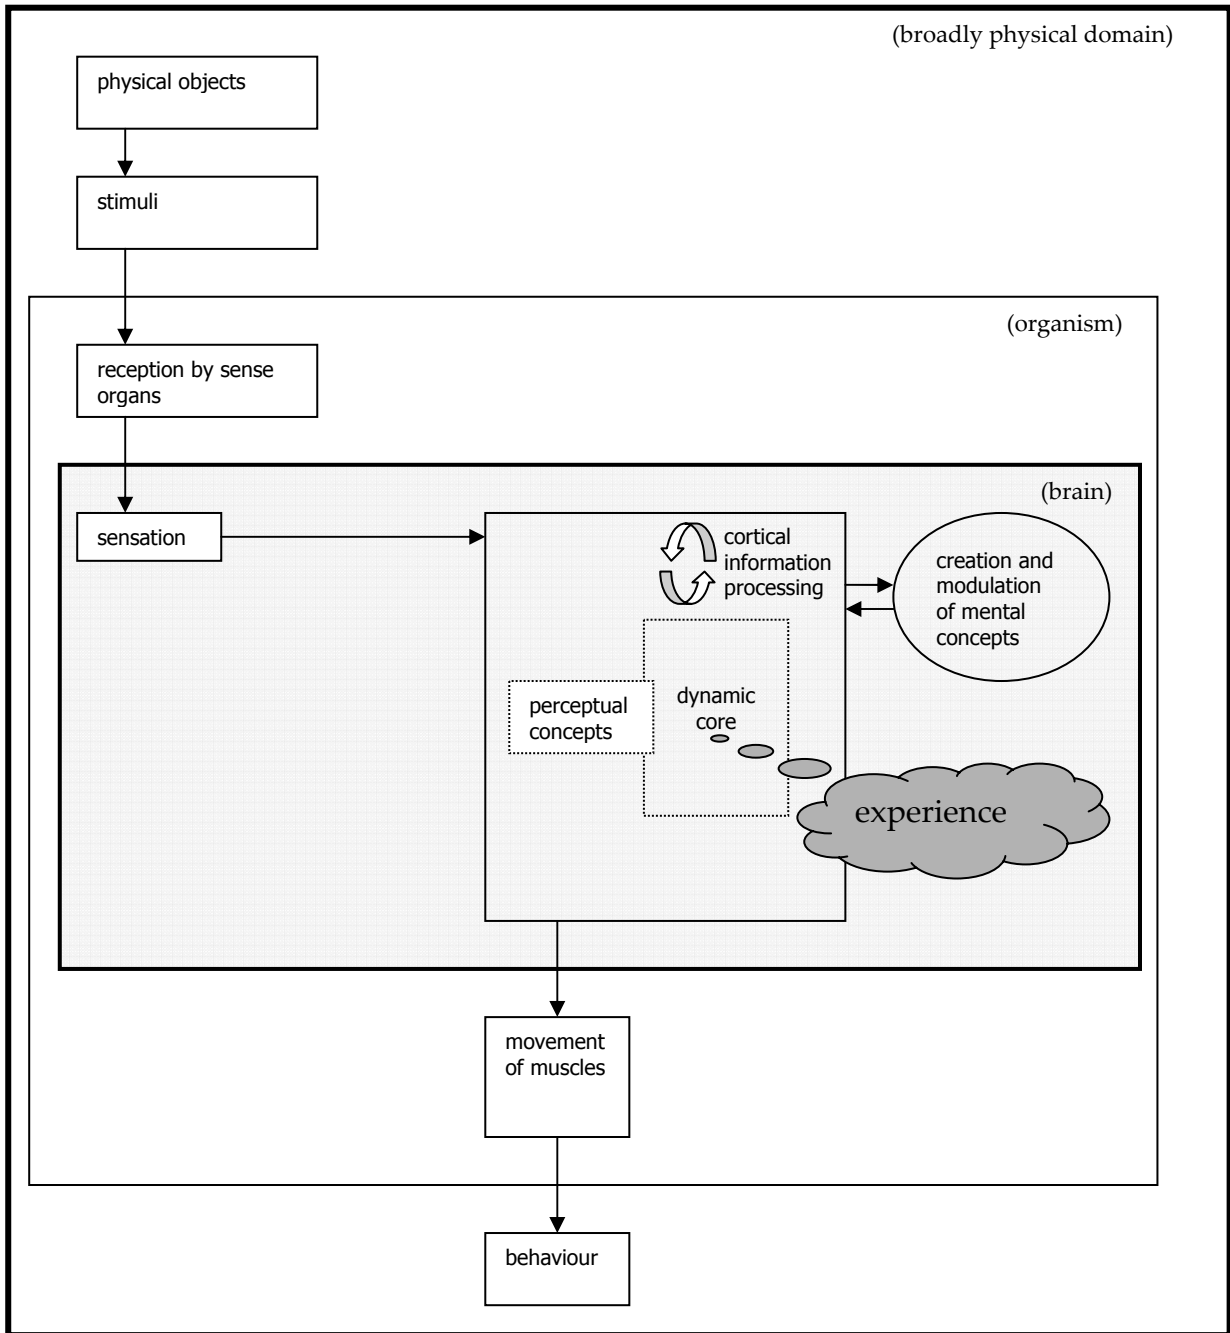 (broadly physical domain)
physical objects
stimuli
(organism)
reception by sense
organs
(brain)
sensation
cortical
information
processing
creation and
modulation
of mental
concepts
perceptual
concepts
dynamic
core
experience
movement
of muscles
behaviour